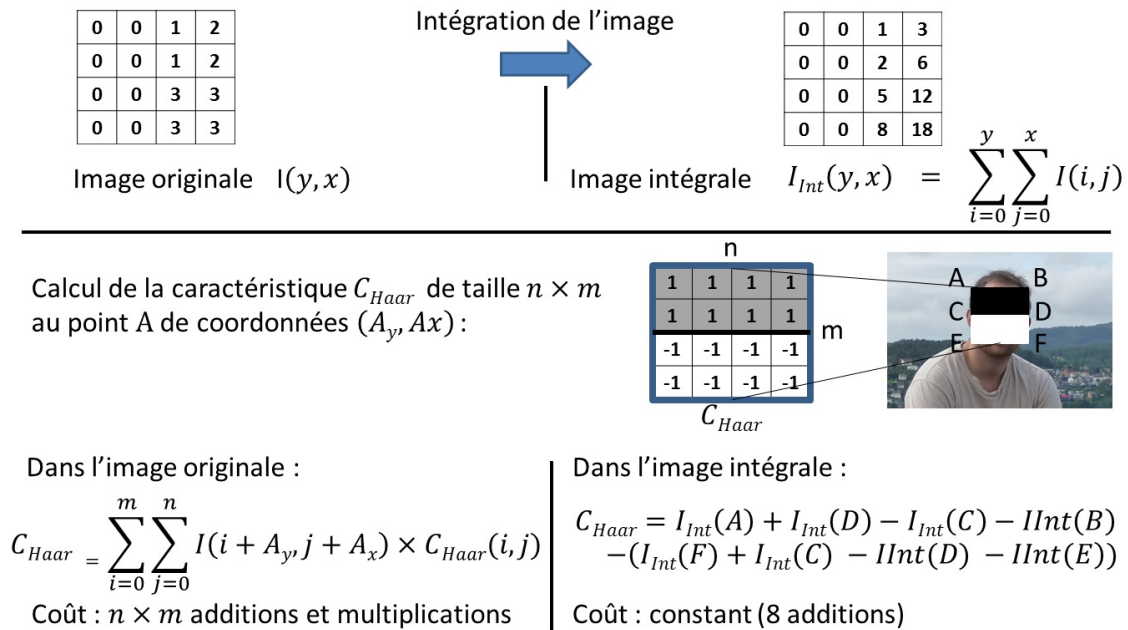 Intégration de l'image
0 0 1 2
0 0 1 2
0 0 3 3
0 0 3 3
0 0 1 3
0 0 2 6
0 0 5 12
0 0 8 18
Image originale I(y, x)
Image intégrale I_Int(y, x) = ∑_{i=0}^{y} ∑_{j=0}^{x} I(i, j)
Calcul de la caractéristique C_Haar de taille n × m
au point A de coordonnées (A_y, Ax) :
n
1 1 1 1
1 1 1 1
-1 -1 -1 -1
-1 -1 -1 -1
m
C_Haar
A B
C D
E F
Dans l'image originale :
C_Haar = ∑_{i=0}^{m} ∑_{j=0}^{n} I(i + A_y, j + A_x) × C_Haar(i, j)
Coût : n × m additions et multiplications
Dans l'image intégrale :
C_Haar = I_Int(A) + I_Int(D) − I_Int(C) − IInt(B)
−(I_Int(F) + I_Int(C) − IInt(D) − IInt(E))
Coût : constant (8 additions)